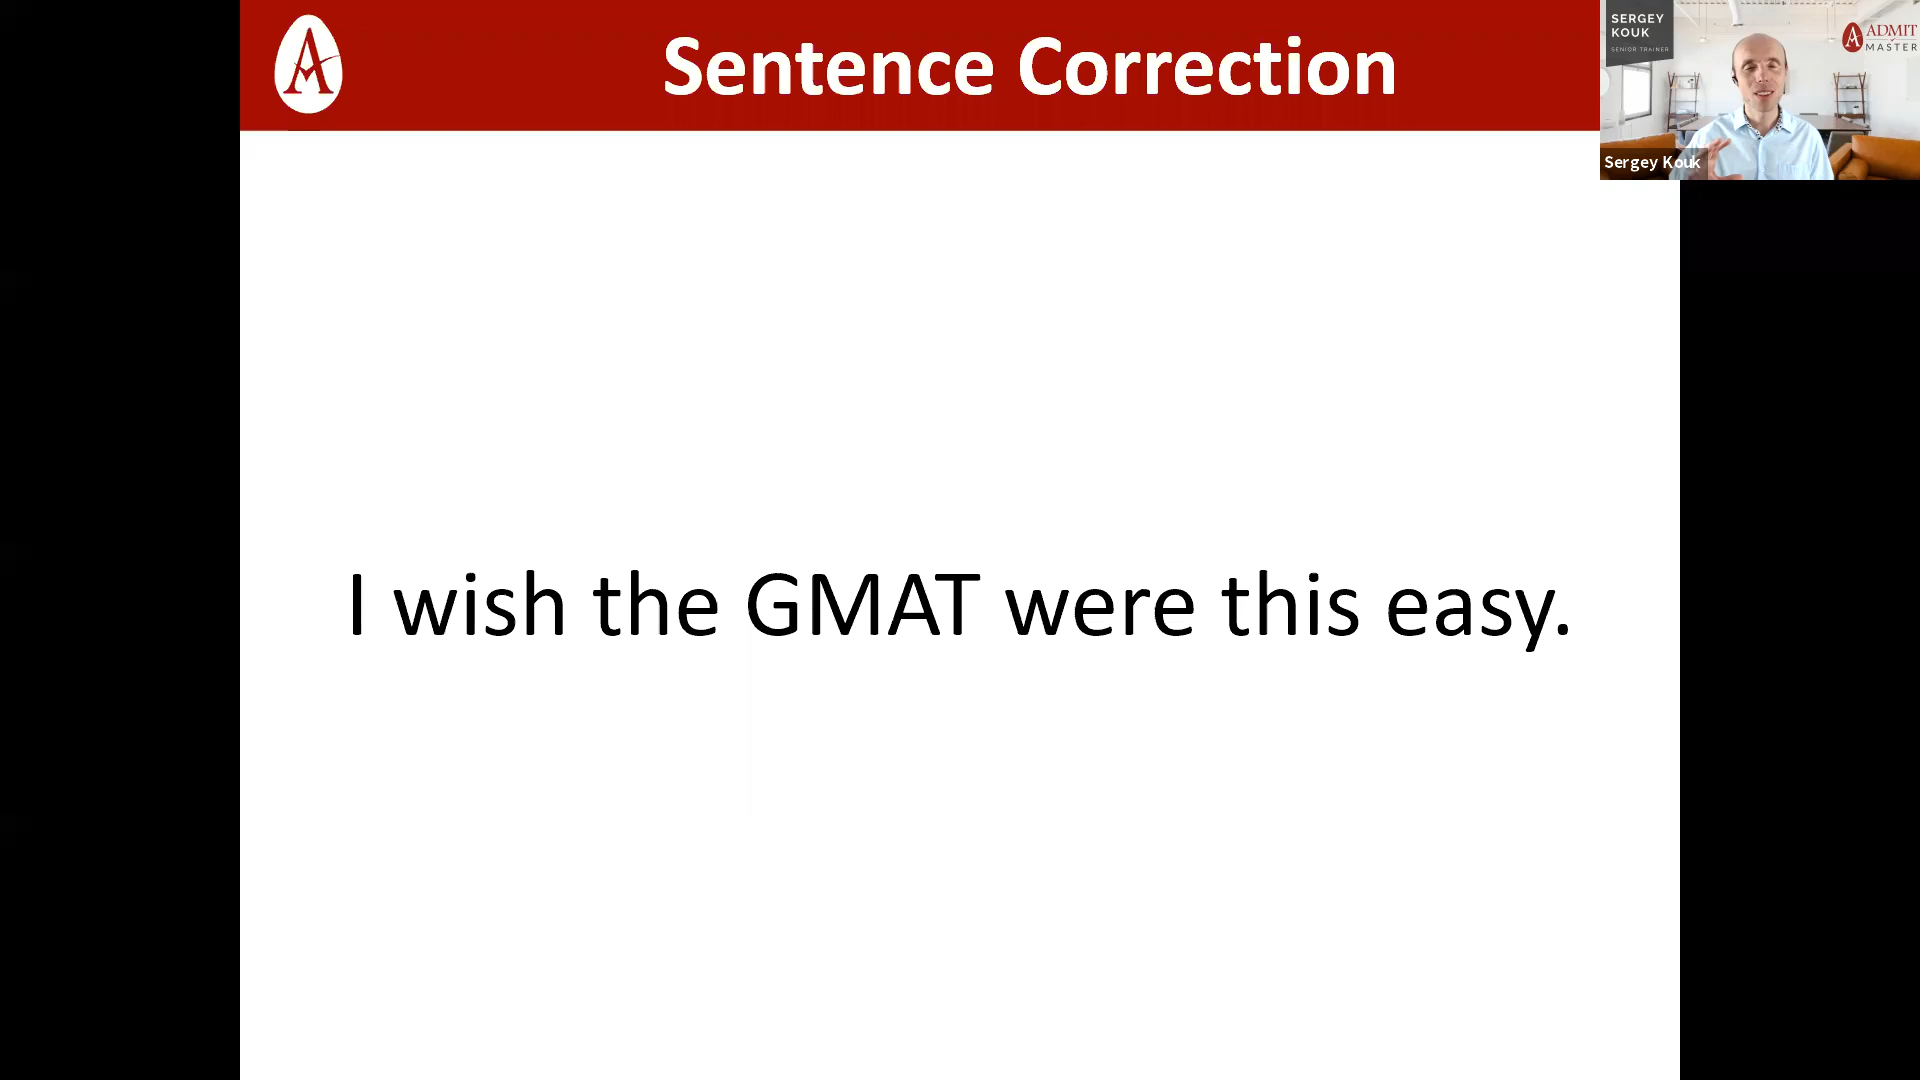 Sentence Correction
SERGEY
KOUK
SENIOR TRAINER
ADMIT
MASTER
Sergey Kouk
I wish the GMAT were this easy.